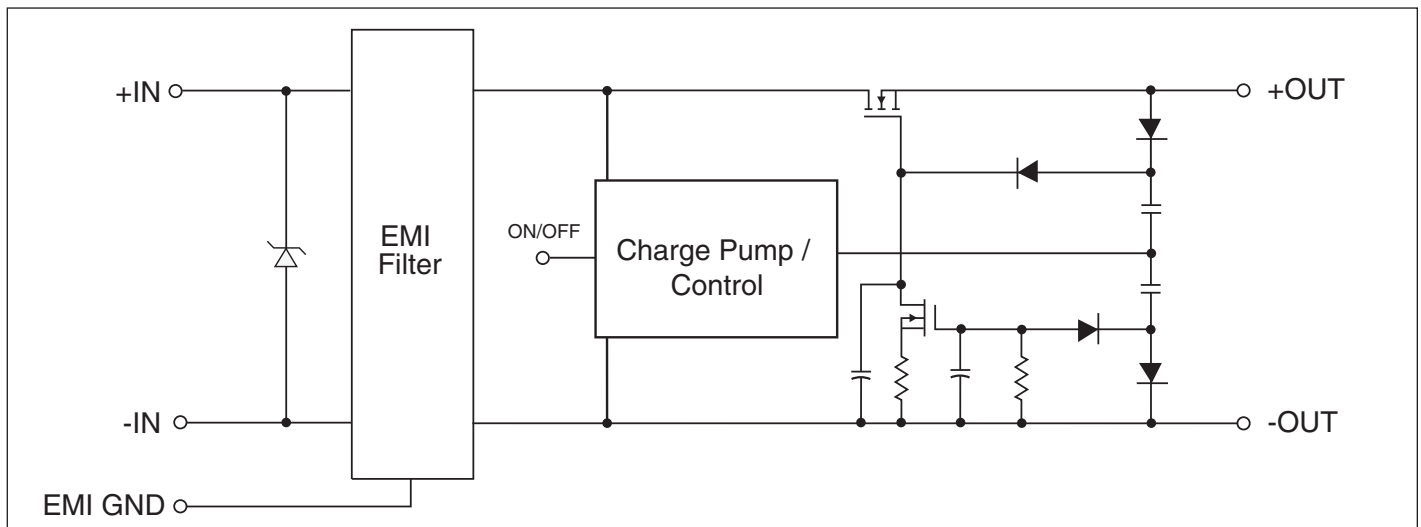 +IN
+OUT
EMI
Filter
ON/OFF
Charge Pump /
Control
-IN
-OUT
EMI GND